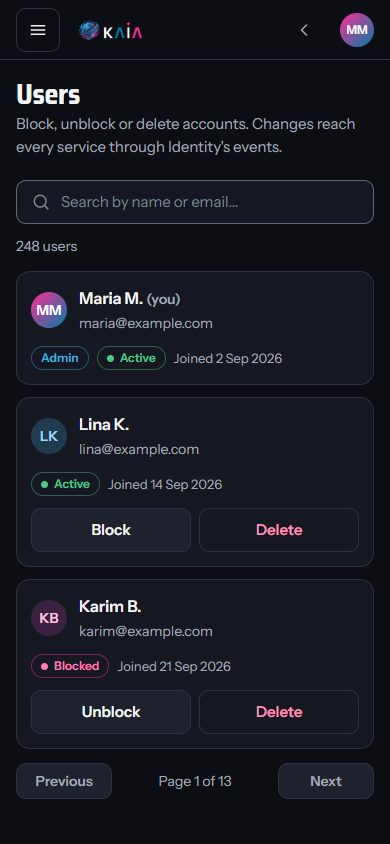 KAIA
MM
Users
Block, unblock or delete accounts. Changes reach
every service through Identity's events.
Search by name or email...
248 users
MM
Maria M. (you)
maria@example.com
Admin
Active
Joined 2 Sep 2026
LK
Lina K.
lina@example.com
Active
Joined 14 Sep 2026
Block
Delete
KB
Karim B.
karim@example.com
Blocked
Joined 21 Sep 2026
Unblock
Delete
Previous
Page 1 of 13
Next